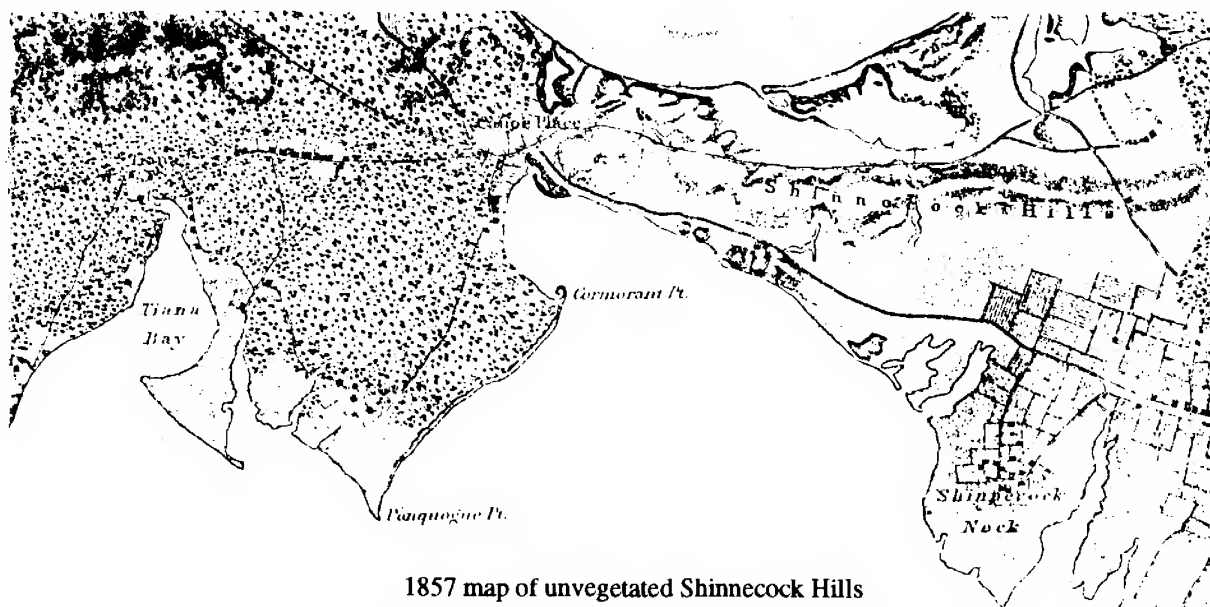 Canoe Place
Shinnecock Hills
Tiana
Bay
Cormorant Pt.
Ponquogue Pt.
Shinnecock
Neck
1857 map of unvegetated Shinnecock Hills